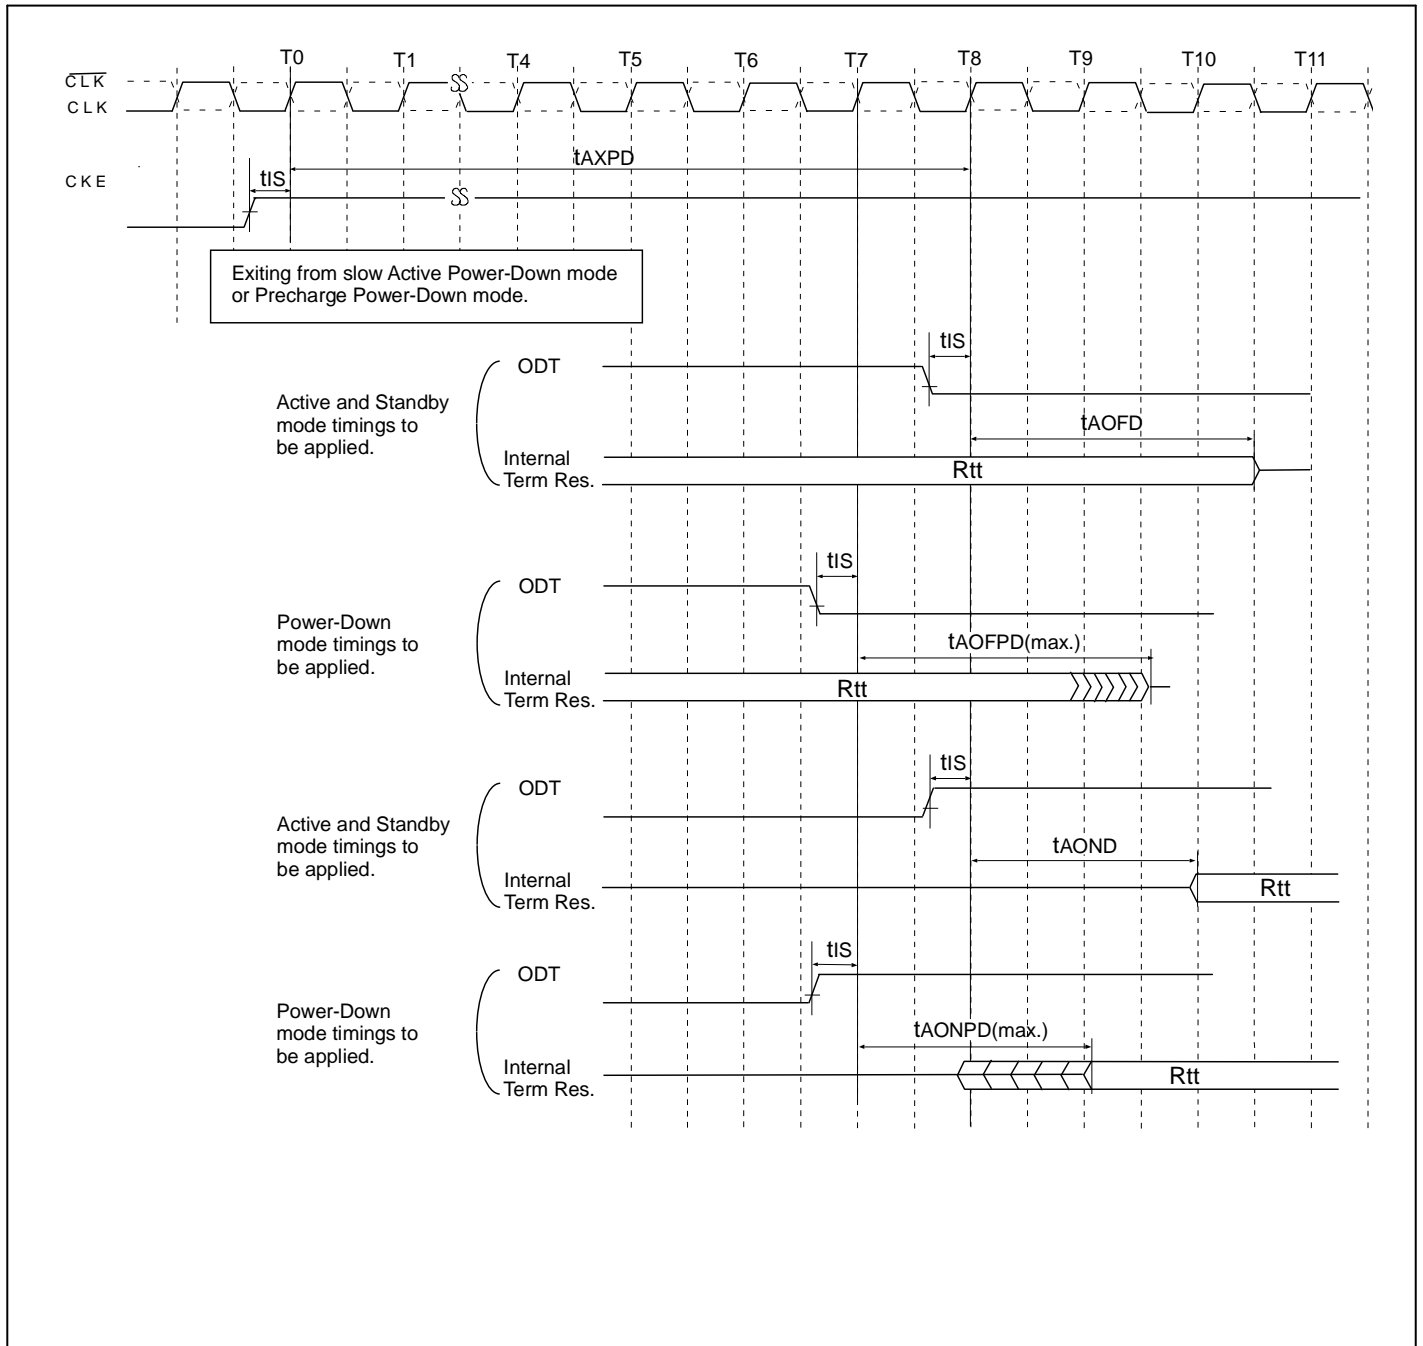 T0 T1 T4 T5 T6 T7 T8 T9 T10 T11
CLK
CLK
tAXPD
CKE
tIS
Exiting from slow Active Power-Down mode
or Precharge Power-Down mode.
tIS
ODT
Active and Standby
mode timings to
be applied.
tAOFD
Internal
Term Res.
Rtt
tIS
ODT
Power-Down
mode timings to
be applied.
tAOFPD(max.)
Internal
Term Res.
Rtt
tIS
ODT
Active and Standby
mode timings to
be applied.
tAOND
Internal
Term Res.
Rtt
tIS
ODT
Power-Down
mode timings to
be applied.
tAONPD(max.)
Internal
Term Res.
Rtt